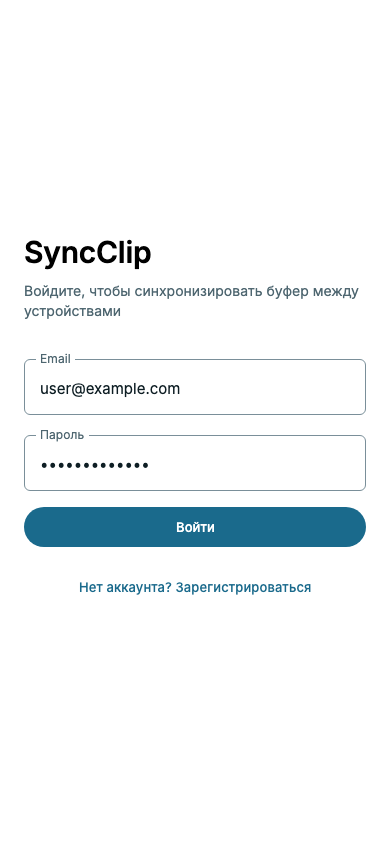 SyncClip
Войдите, чтобы синхронизировать буфер между
устройствами
Email
user@example.com
Пароль
•••••••••••••
Войти
Нет аккаунта? Зарегистрироваться